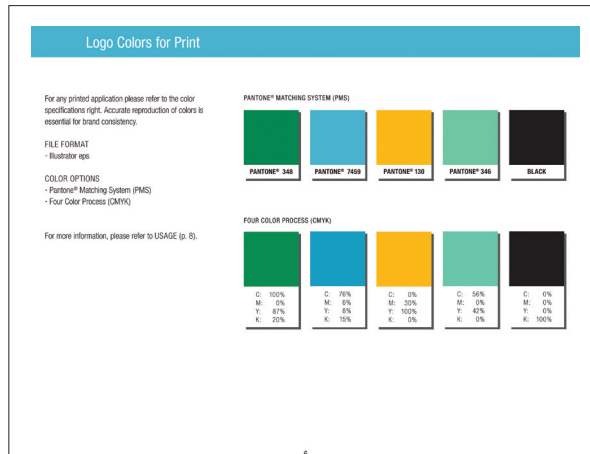 Logo Colors for Print
For any printed application please refer to the color
specifications right. Accurate reproduction of colors is
essential for brand consistency.
FILE FORMAT
- Illustrator eps
COLOR OPTIONS
- Pantone® Matching System (PMS)
- Four Color Process (CMYK)
For more information, please refer to USAGE (p. 8).
PANTONE® MATCHING SYSTEM (PMS)
PANTONE® 348 PANTONE® 7459 PANTONE® 130 PANTONE® 346 BLACK
FOUR COLOR PROCESS (CMYK)
C: 100% C: 76% C: 0% C: 56% C: 0%
M: 0% M: 6% M: 30% M: 0% M: 0%
Y: 87% Y: 8% Y: 100% Y: 42% Y: 0%
K: 20% K: 15% K: 0% K: 0% K: 100%
6